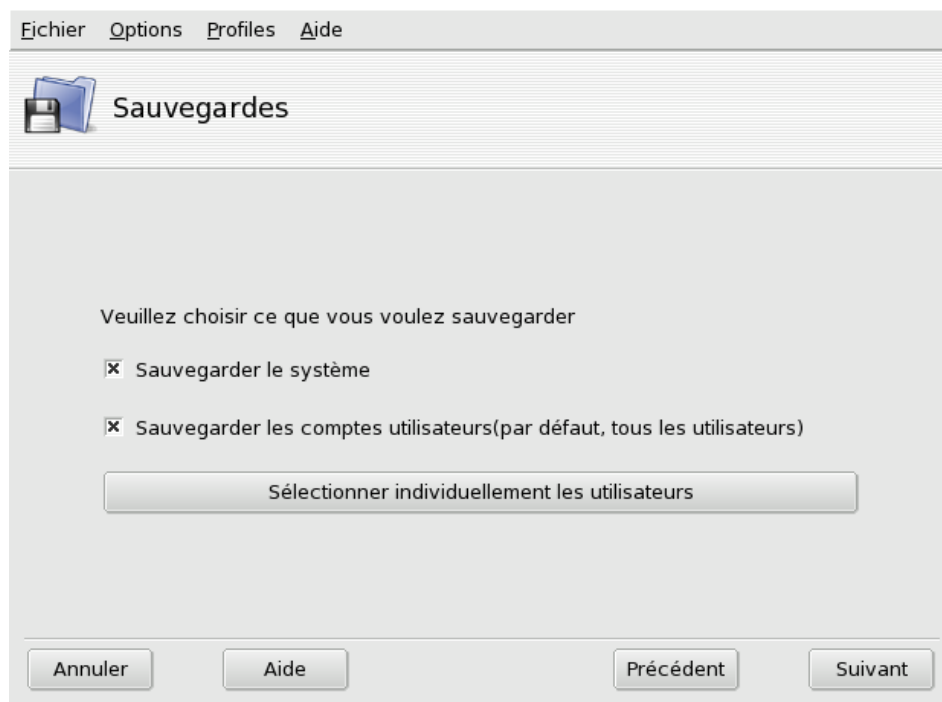 Fichier Options Profiles Aide
Sauvegardes
Veuillez choisir ce que vous voulez sauvegarder
Sauvegarder le système
Sauvegarder les comptes utilisateurs(par défaut, tous les utilisateurs)
Sélectionner individuellement les utilisateurs
Annuler Aide Précédent Suivant